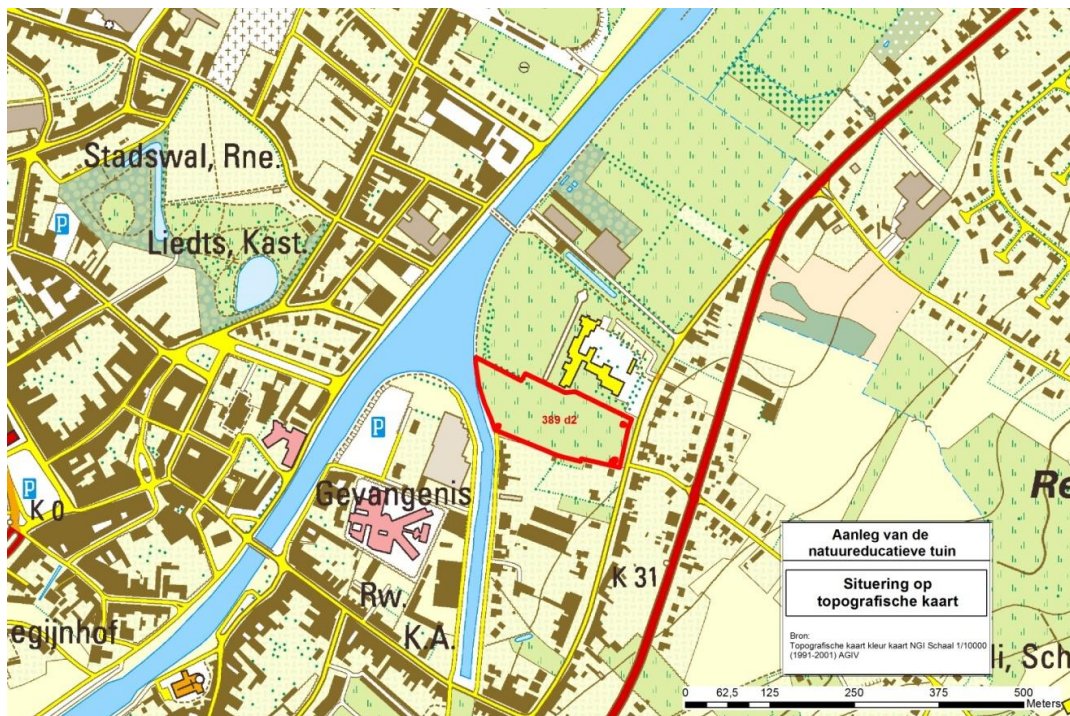 Stadswal, Rne.
P
Liedts, Kast.
389 d2
P
Gevangenis
P
K 0
Re
Aanleg van de
natuureducatieve tuin
Situering op
topografische kaart
K 31
Rw.
K.A.
egijnhof
Bron:
Topografische kaart kleur kaart NGI Schaal 1/10000
(1991-2001) AGIV
li, Sch
0 62,5 125 250 375 500
Meters